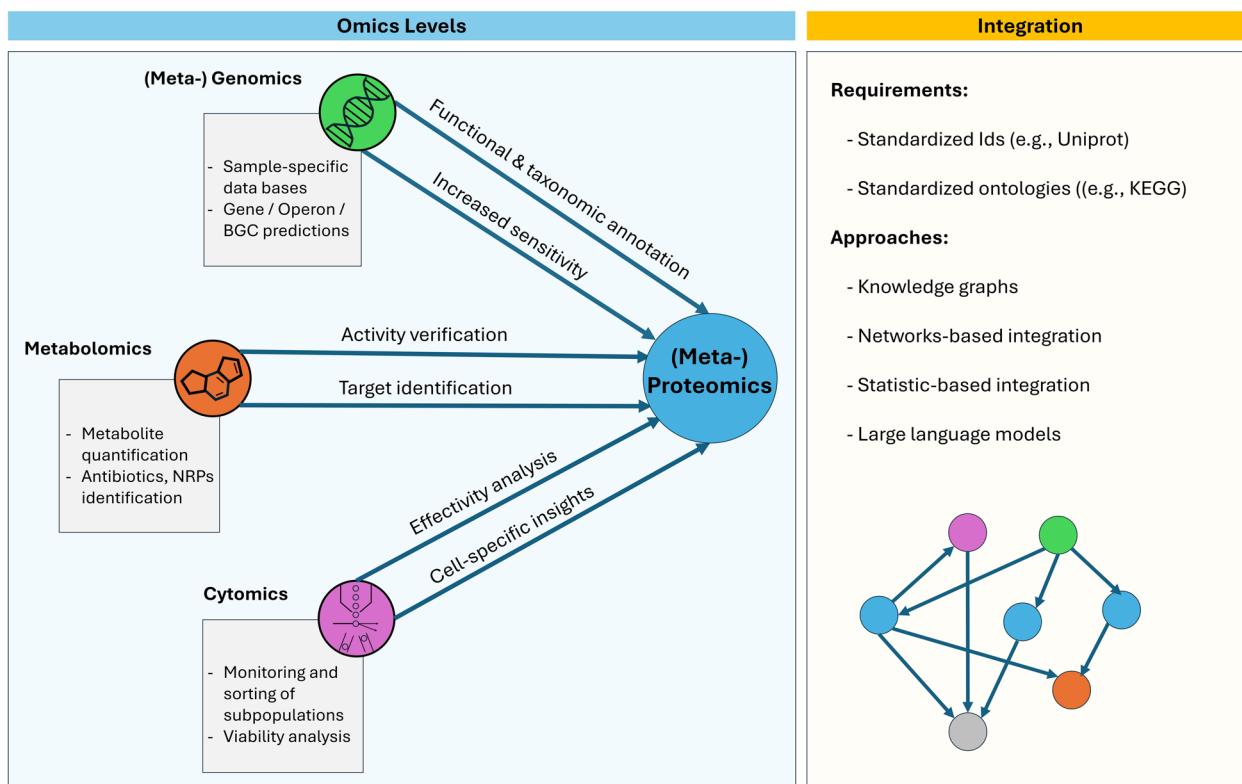 Omics Levels
(Meta-) Genomics
- Sample-specific
data bases
- Gene / Operon /
BGC predictions
Functional & taxonomic annotation
Increased sensitivity
Metabolomics
- Metabolite
quantification
- Antibiotics, NRPs
identification
Activity verification
Target identification
(Meta-)
Proteomics
Effectivity analysis
Cell-specific insights
Cytomics
- Monitoring and
sorting of
subpopulations
- Viability analysis
Integration
Requirements:
- Standardized Ids (e.g., Uniprot)
- Standardized ontologies ((e.g., KEGG)
Approaches:
- Knowledge graphs
- Networks-based integration
- Statistic-based integration
- Large language models